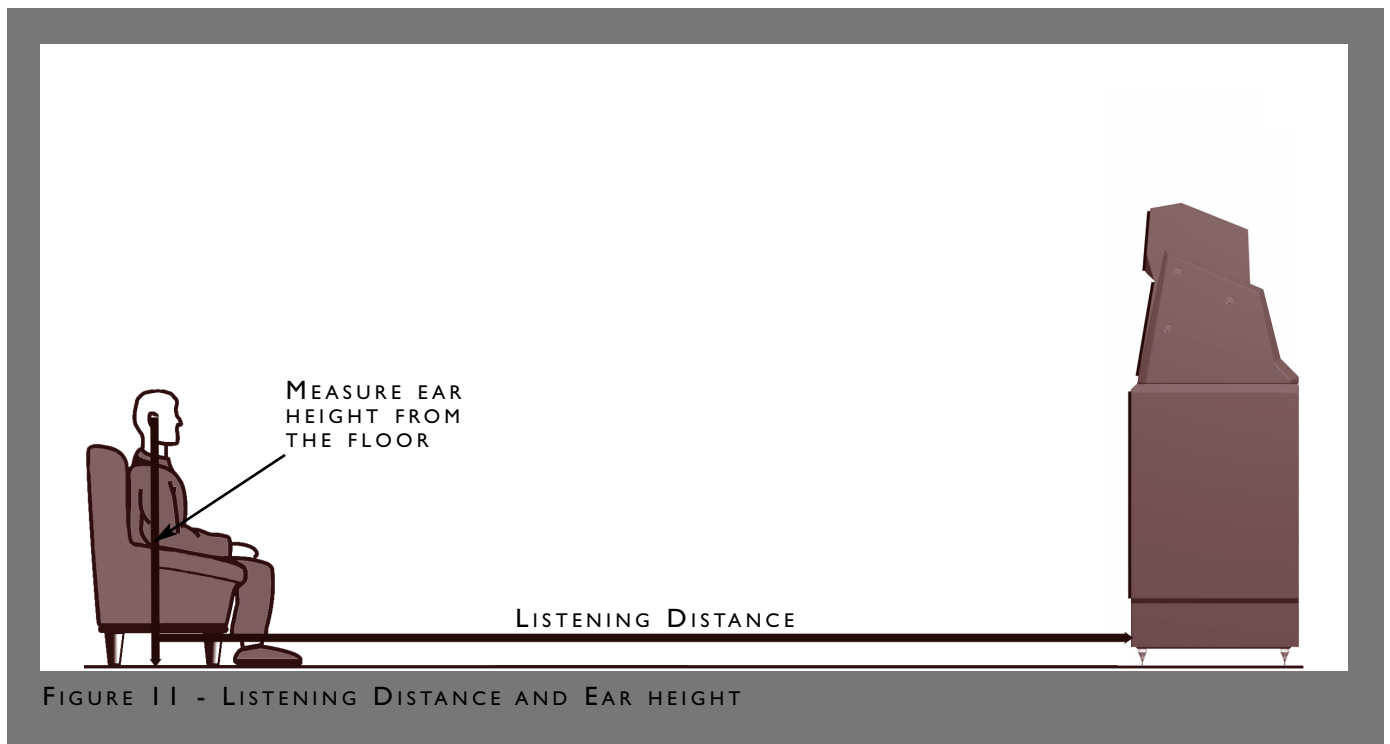 MEASURE EAR
HEIGHT FROM
THE FLOOR
LISTENING DISTANCE
FIGURE 11 - LISTENING DISTANCE AND EAR HEIGHT